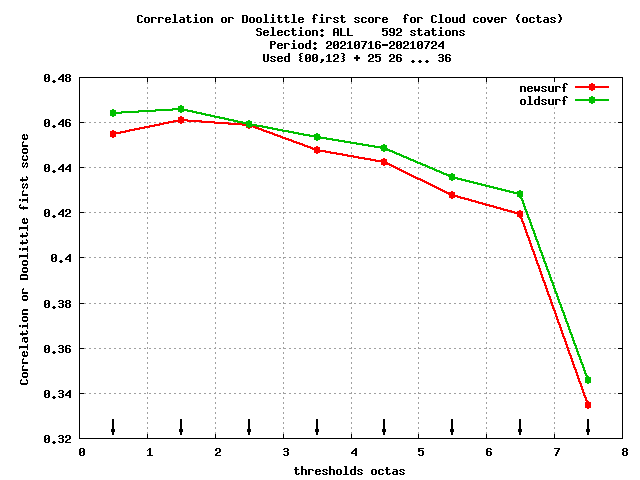 Correlation or Doolittle first score  for Cloud cover (octas)
Selection: ALL    592 stations
Period: 20210716-20210724
Used {00,12} + 25 26 ... 36
newsurf
oldsurf
Correlation or Doolittle first score
0.48
0.46
0.44
0.42
0.4
0.38
0.36
0.34
0.32
0 1 2 3 4 5 6 7 8
thresholds octas